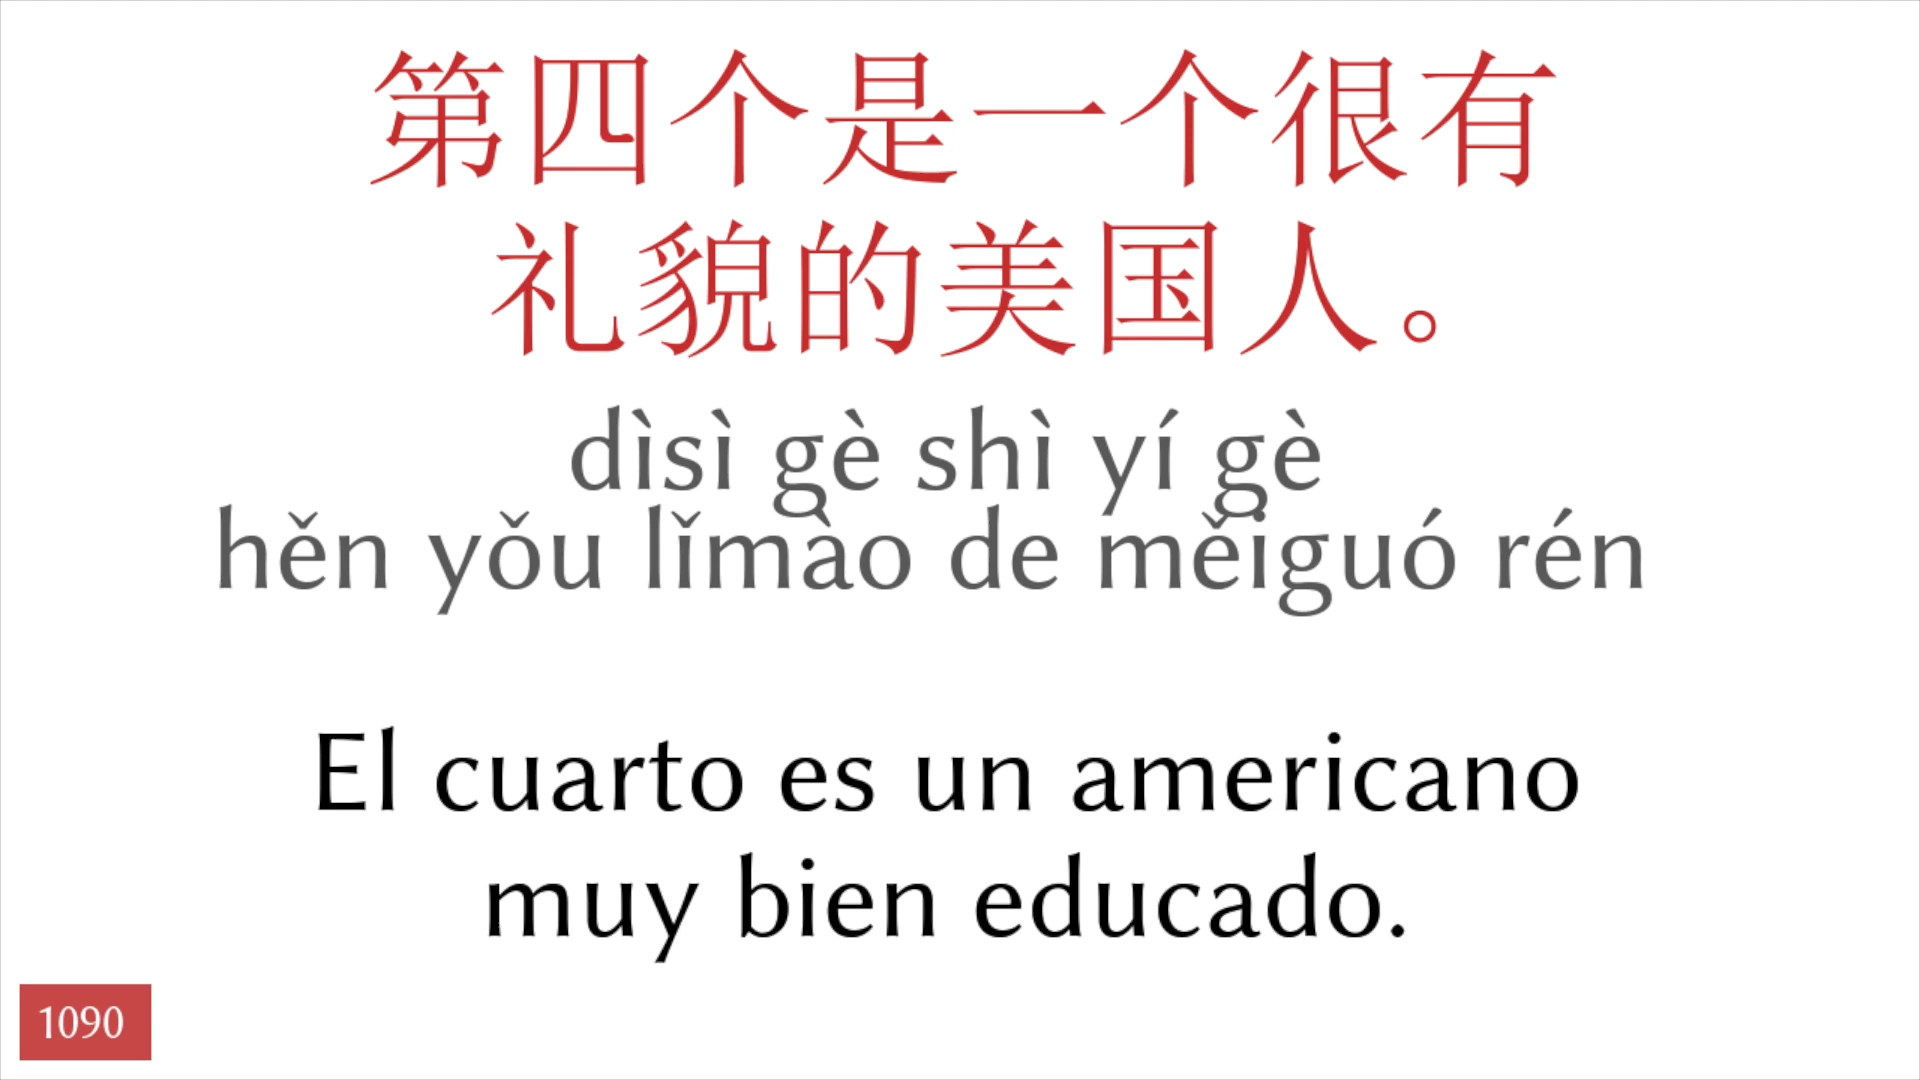 第四个是一个很有
礼貌的美国人。
dìsì gè shì yí gè
hěn yǒu lǐmào de měiguó rén
El cuarto es un americano
muy bien educado.
1090